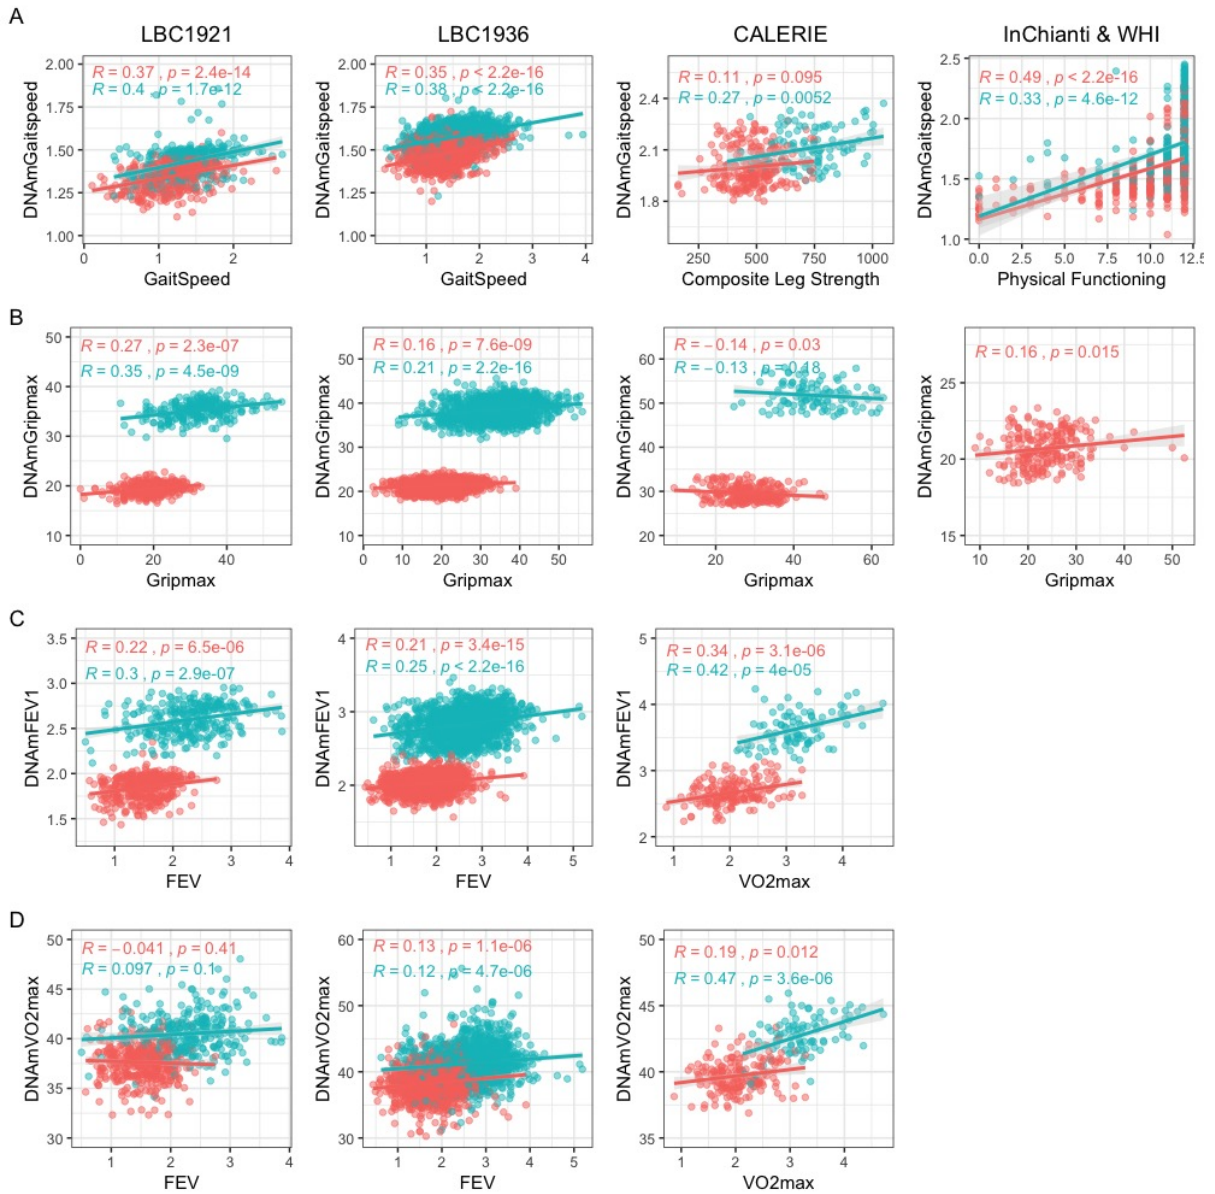 A
LBC1921
LBC1936
CALERIE
InChianti & WHI
DNAmGaitspeed
2.00
1.75
1.50
1.25
1.00
R = 0.37 , p = 2.4e-14
R = 0.4 , p = 1.7e-12
0 1 2
GaitSpeed
DNAmGaitspeed
2.00
1.75
1.50
1.25
1.00
R = 0.35 , p < 2.2e-16
R = 0.38 , p < 2.2e-16
1 2 3 4
GaitSpeed
DNAmGaitspeed
2.4
2.1
1.8
R = 0.11 , p = 0.095
R = 0.27 , p = 0.0052
250 500 750 1000
Composite Leg Strength
DNAmGaitspeed
2.5
2.0
1.5
1.0
R = 0.49 , p < 2.2e-16
R = 0.33 , p = 4.6e-12
0.0 2.5 5.0 7.5 10.0 12.5
Physical Functioning
B
DNAmGripmax
50
40
30
20
10
R = 0.27 , p = 2.3e-07
R = 0.35 , p = 4.5e-09
0 20 40
Gripmax
DNAmGripmax
50
40
30
20
10
R = 0.16 , p = 7.6e-09
R = 0.21 , p = 2.2e-16
0 10 20 30 40 50
Gripmax
DNAmGripmax
60
50
40
30
20
R = −0.14 , p = 0.03
R = −0.13 , p = 0.18
20 40 60
Gripmax
DNAmGripmax
25
20
15
R = 0.16 , p = 0.015
10 20 30 40 50
Gripmax
C
DNAmFEV1
3.5
3.0
2.5
2.0
1.5
R = 0.22 , p = 6.5e-06
R = 0.3 , p = 2.9e-07
1 2 3 4
FEV
DNAmFEV1
4
3
2
R = 0.21 , p = 3.4e-15
R = 0.25 , p < 2.2e-16
1 2 3 4 5
FEV
DNAmFEV1
5
4
3
2
R = 0.34 , p = 3.1e-06
R = 0.42 , p = 4e-05
1 2 3 4
VO2max
D
DNAmVO2max
50
45
40
35
30
R = −0.041 , p = 0.41
R = 0.097 , p = 0.1
1 2 3 4
FEV
DNAmVO2max
60
50
40
30
R = 0.13 , p = 1.1e-06
R = 0.12 , p = 4.7e-06
1 2 3 4 5
FEV
DNAmVO2max
50
45
40
35
R = 0.19 , p = 0.012
R = 0.47 , p = 3.6e-06
1 2 3 4
VO2max